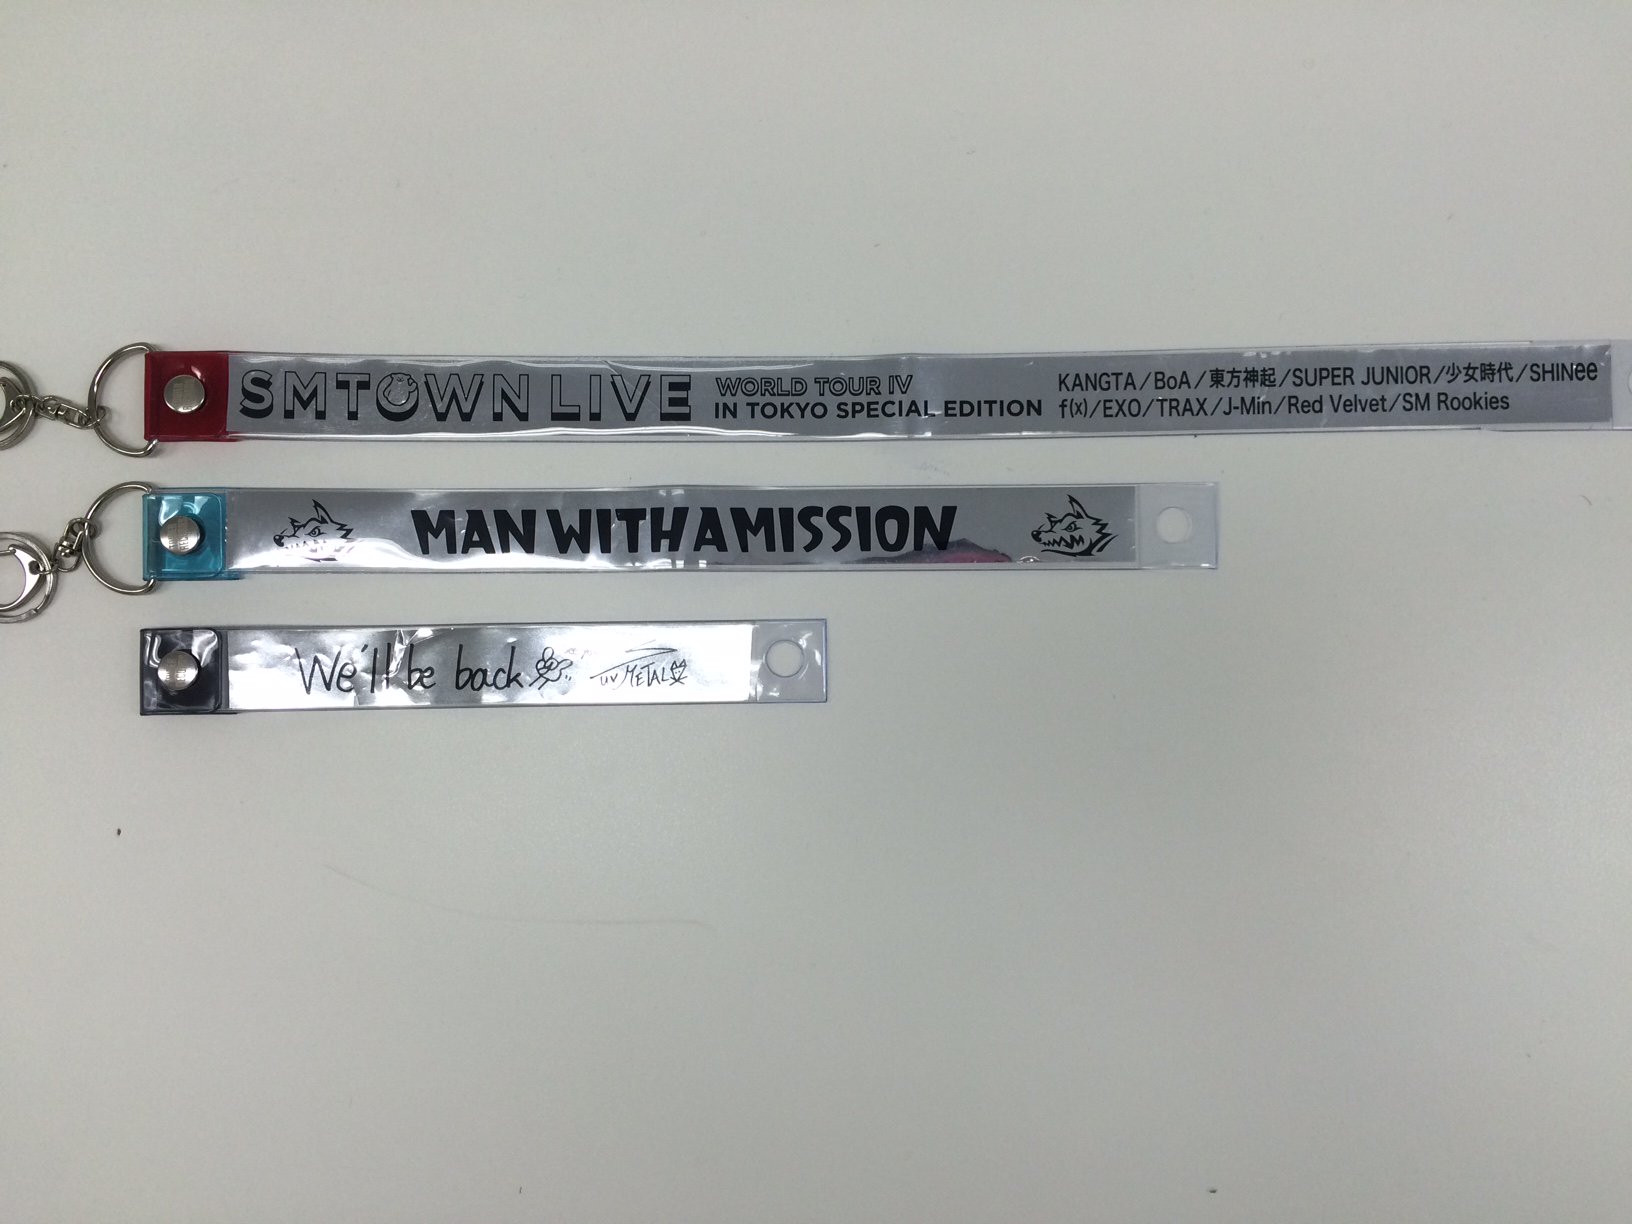 SMTOWN LIVE
WORLD TOUR IV
IN TOKYO SPECIAL EDITION
KANGTA/BoA/東方神起/SUPER JUNIOR/少女時代/SHINee
f(x)/EXO/TRAX/J-Min/Red Velvet/SM Rookies
MAN WITH A MISSION
We'll be back
METAL